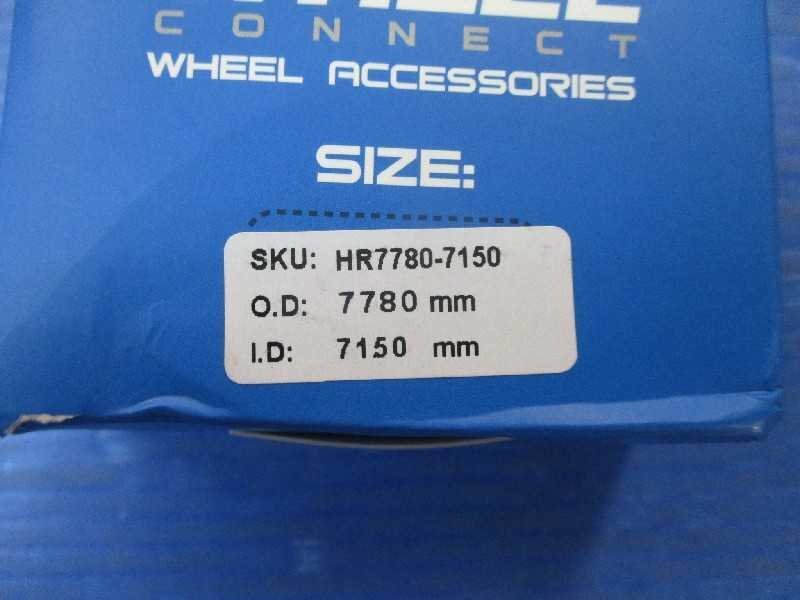 CONNECT
WHEEL ACCESSORIES
SIZE:
SKU: HR7780-7150
O.D: 7780 mm
I.D: 7150 mm